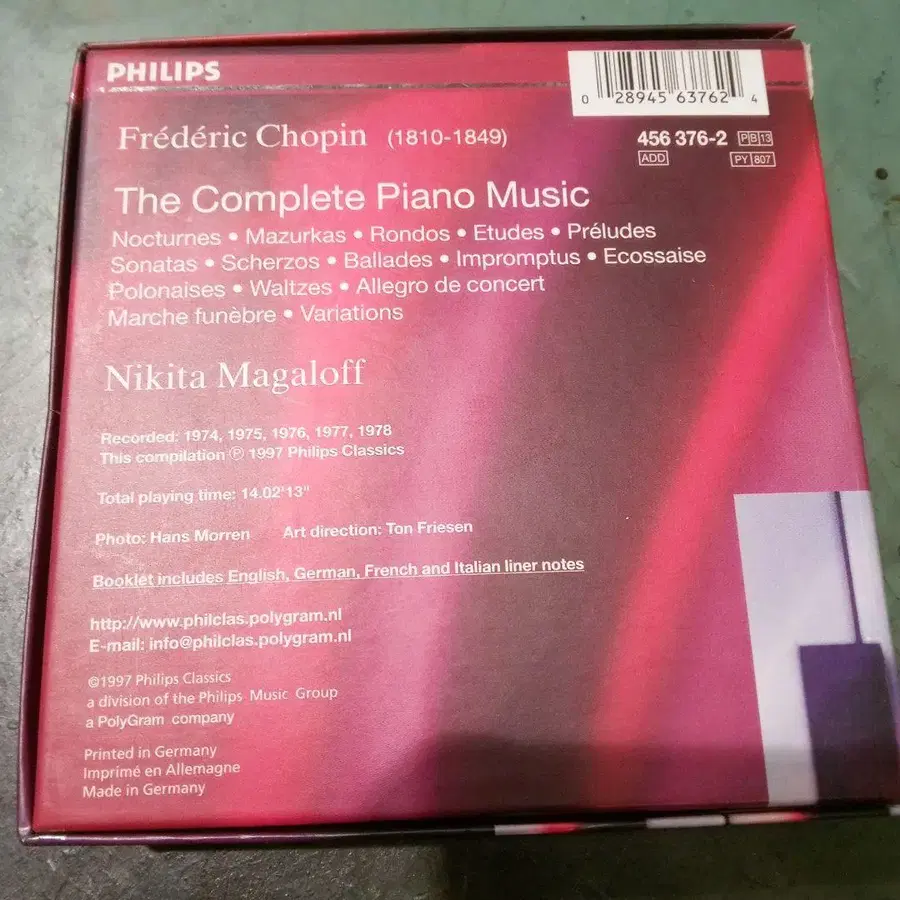 PHILIPS
0 28945 63762 4
Frédéric Chopin (1810-1849)
456 376-2 PB 13
ADD PY 807
The Complete Piano Music
Nocturnes • Mazurkas • Rondos • Etudes • Préludes
Sonatas • Scherzos • Ballades • Impromptus • Ecossaise
Polonaises • Waltzes • Allegro de concert
Marche funèbre • Variations
Nikita Magaloff
Recorded: 1974, 1975, 1976, 1977, 1978
This compilation ℗ 1997 Philips Classics
Total playing time: 14.02'13"
Photo: Hans Morren Art direction: Ton Friesen
Booklet includes English, German, French and Italian liner notes
http://www.philclas.polygram.nl
E-mail: info@philclas.polygram.nl
©1997 Philips Classics
a division of the Philips Music Group
a PolyGram company
Printed in Germany
Imprimé en Allemagne
Made in Germany